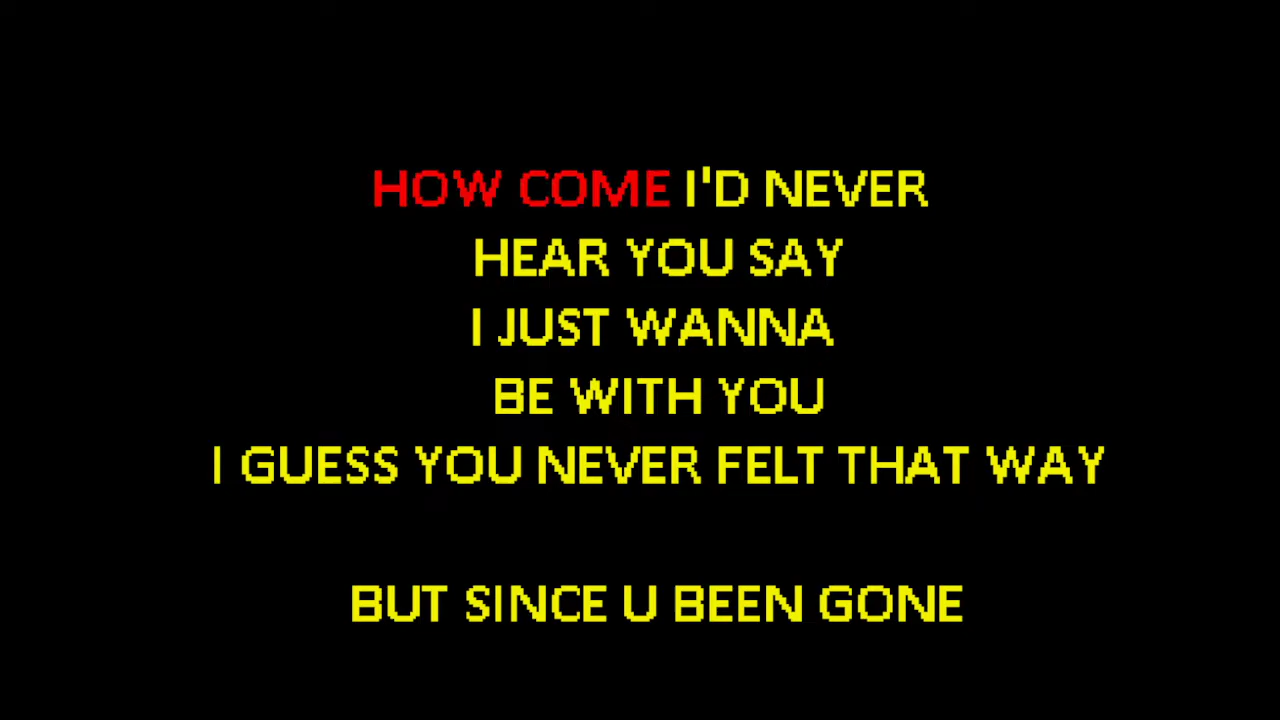 HOW COME I'D NEVER
HEAR YOU SAY
I JUST WANNA
BE WITH YOU
I GUESS YOU NEVER FELT THAT WAY
BUT SINCE U BEEN GONE